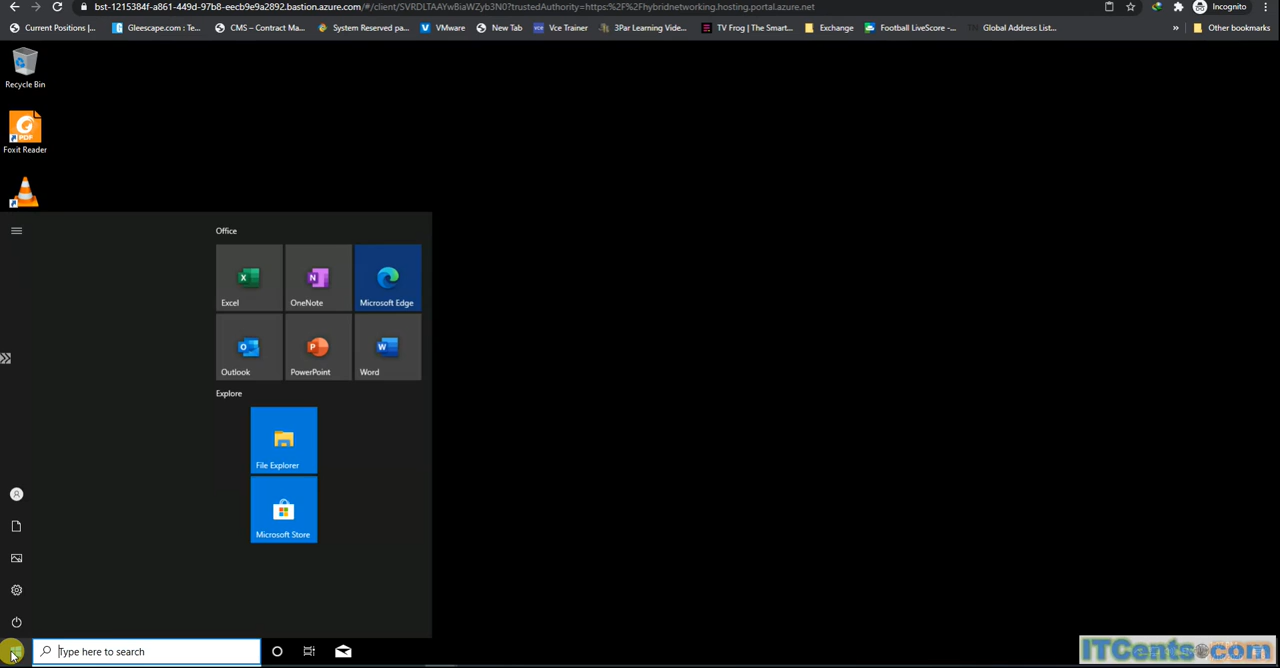 bst-1215384f-a861-449d-97b8-eecb9e9a2892.bastion.azure.com/#/client/SVRDLTAAYwBiaWZyb3N0?trustedAuthority=https:%2F%2Fhybridnetworking.hosting.portal.azure.net
Incognito
Current Positions |...
Gleescape.com : Te...
CMS – Contract Ma...
System Reserved pa...
VMware
New Tab
Vce Trainer
3Par Learning Vide...
TV Frog | The Smart...
Exchange
Football LiveScore –...
Global Address List...
»
Other bookmarks
Recycle Bin
PDF
Foxit Reader
Office
Excel
OneNote
Microsoft Edge
Outlook
PowerPoint
Word
Explore
File Explorer
Microsoft Store
Type here to search
ITCents.com